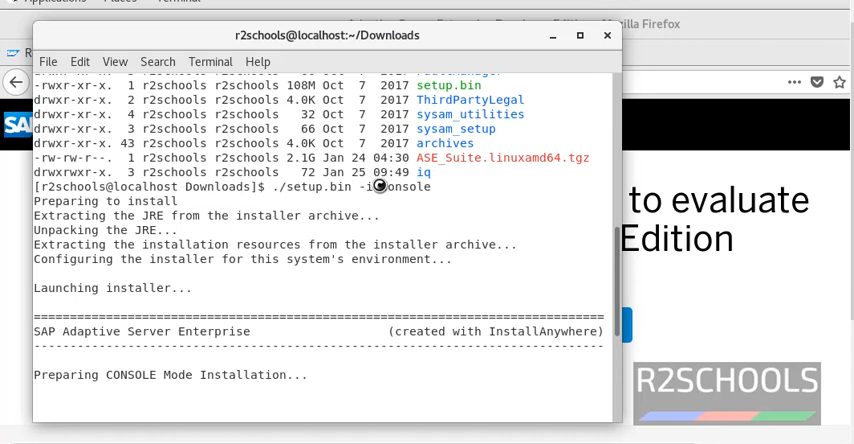 Applications Places Terminal
r2schools@localhost:~/Downloads
illa Firefox
File Edit View Search Terminal Help
-rwxr-xr-x. 1 r2schools r2schools 108M Oct 7 2017 setup.bin
drwxr-xr-x. 2 r2schools r2schools 4.0K Oct 7 2017 ThirdPartyLegal
drwxr-xr-x. 4 r2schools r2schools 32 Oct 7 2017 sysam_utilities
drwxr-xr-x. 3 r2schools r2schools 66 Oct 7 2017 sysam_setup
drwxr-xr-x. 43 r2schools r2schools 4.0K Oct 7 2017 archives
-rw-rw-r--. 1 r2schools r2schools 2.1G Jan 24 04:30 ASE_Suite.linuxamd64.tgz
drwxrwxr-x. 3 r2schools r2schools 72 Jan 25 09:49 iq
[r2schools@localhost Downloads]$ ./setup.bin -i console
Preparing to install
Extracting the JRE from the installer archive...
Unpacking the JRE...
Extracting the installation resources from the installer archive...
Configuring the installer for this system's environment...
Launching installer...
===============================================================================
SAP Adaptive Server Enterprise (created with InstallAnywhere)
-------------------------------------------------------------------------------
Preparing CONSOLE Mode Installation...
SAP
to evaluate
Edition
R2SCHOOLS